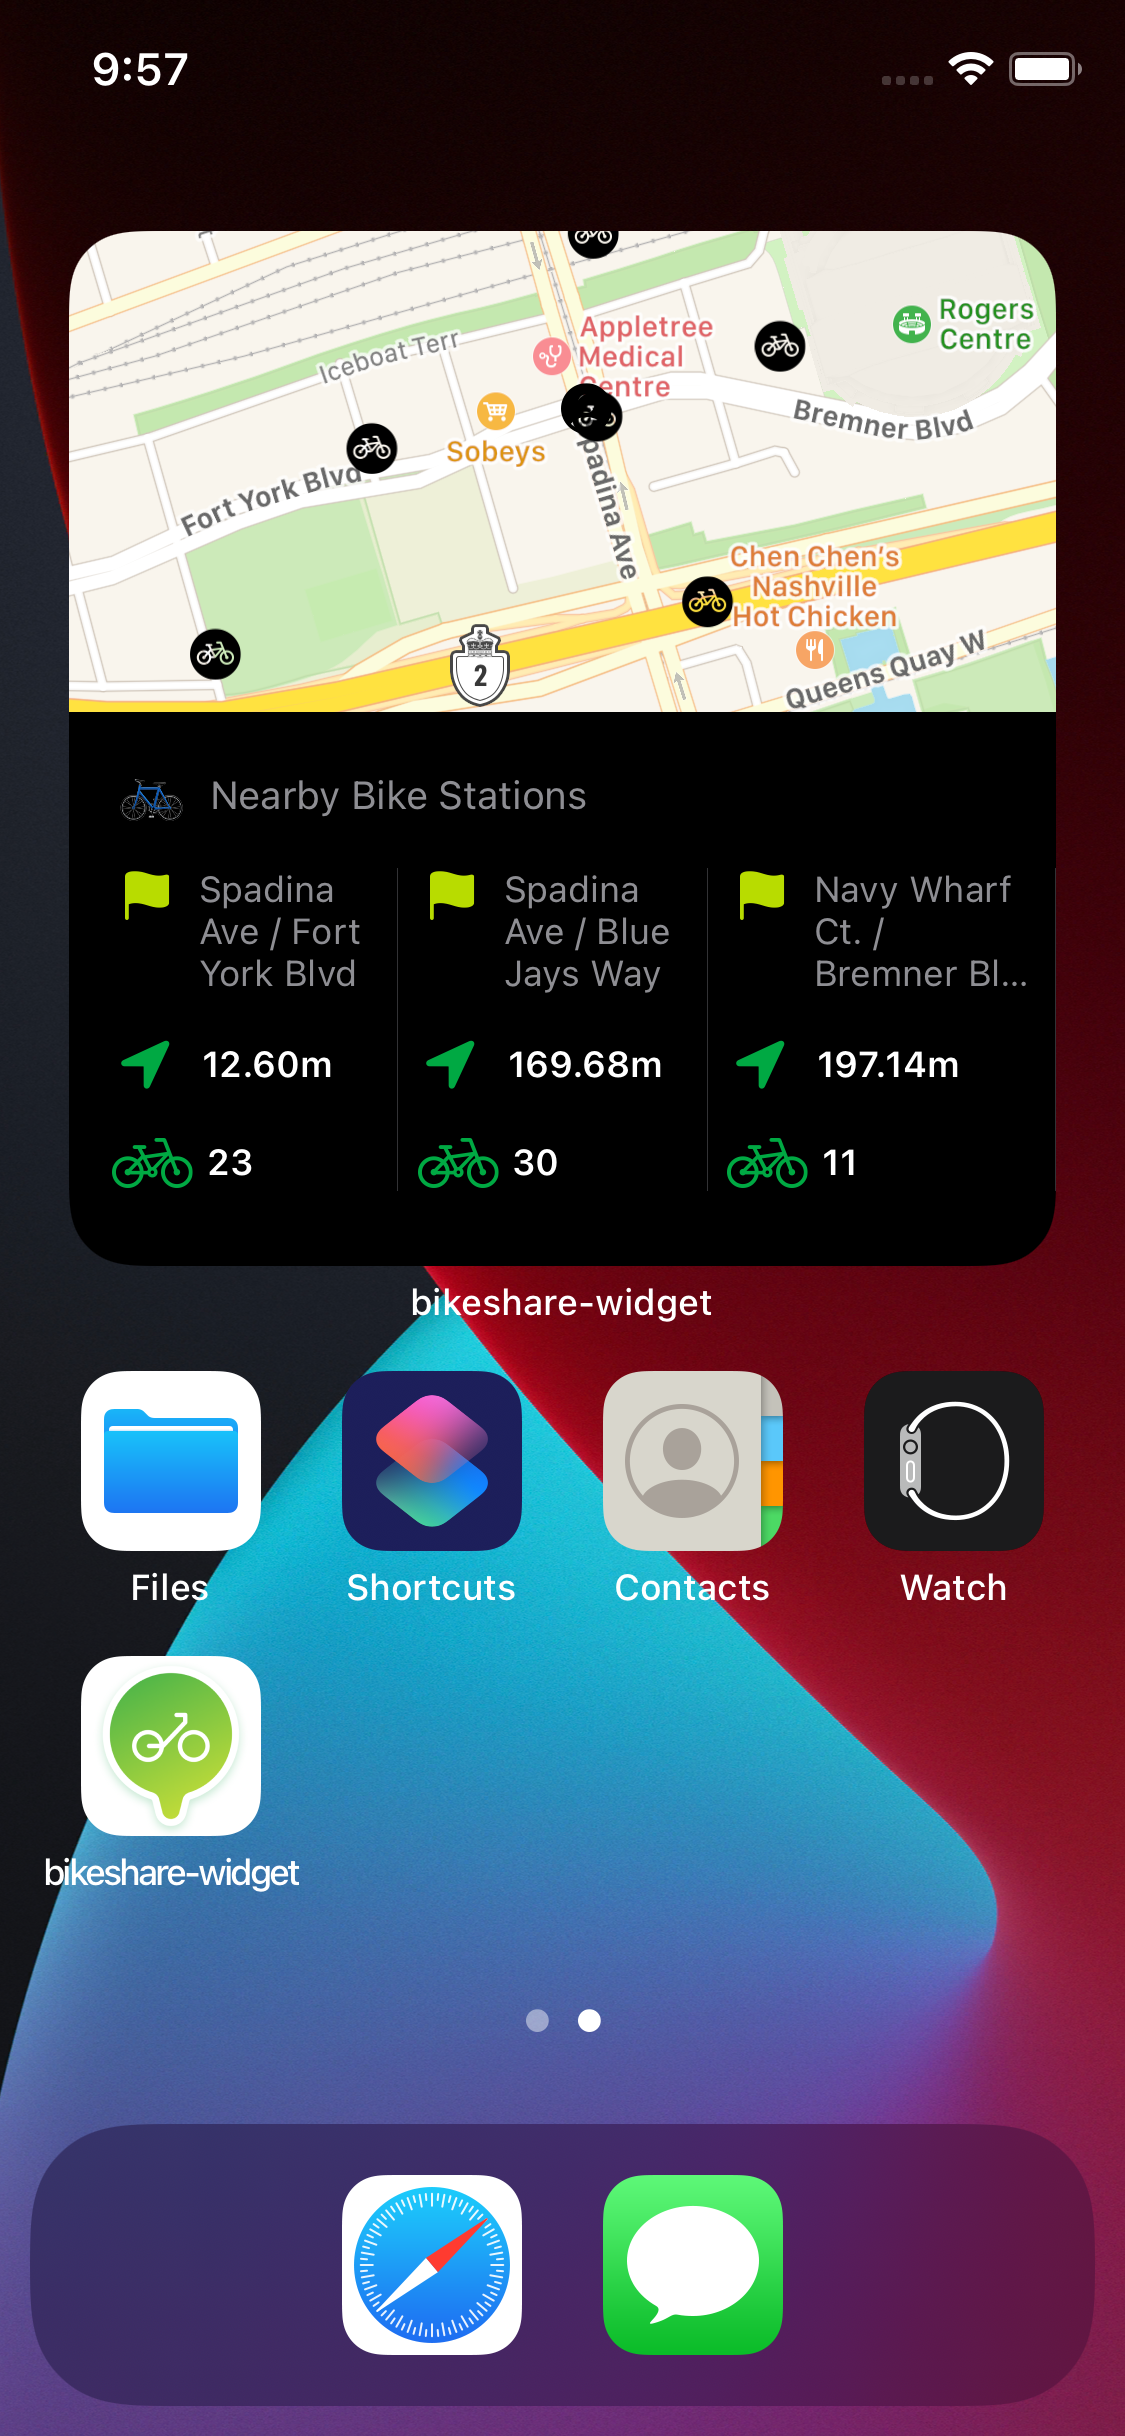 9:57
Rogers
Centre
Appletree
Medical
Centre
Iceboat Terr
Bremner Blvd
Sobeys
Fort York Blvd
padina Ave
Chen Chen's
Nashville
Hot Chicken
2
Queens Quay W
Nearby Bike Stations
Spadina
Ave / Fort
York Blvd
Spadina
Ave / Blue
Jays Way
Navy Wharf
Ct. /
Bremner Bl...
12.60m
169.68m
197.14m
23
30
11
bikeshare-widget
Files
Shortcuts
Contacts
Watch
bikeshare-widget